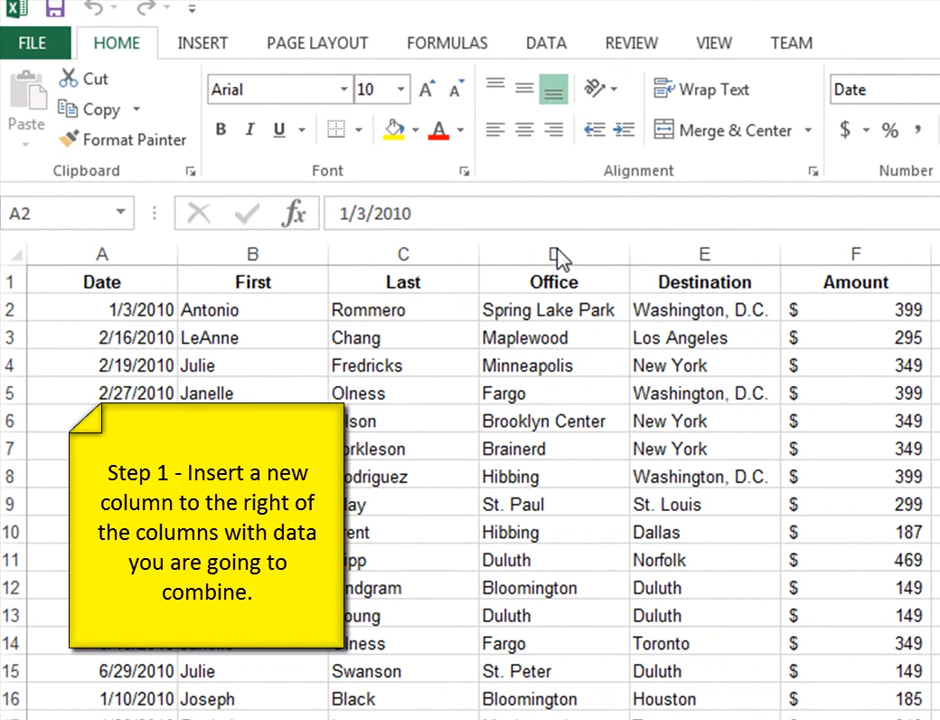 FILE HOME INSERT PAGE LAYOUT FORMULAS DATA REVIEW VIEW TEAM
Cut
Copy
Format Painter
Paste
Clipboard
Arial 10
B I U
Font
Wrap Text
Merge & Center
Alignment
Date
$ % ,
Number
A2 fx 1/3/2010
A B C D E F
1 Date First Last Office Destination Amount
2 1/3/2010 Antonio Rommero Spring Lake Park Washington, D.C. $ 399
3 2/16/2010 LeAnne Chang Maplewood Los Angeles $ 295
4 2/19/2010 Julie Fredricks Minneapolis New York $ 349
5 2/27/2010 Janelle Olness Fargo Washington, D.C. $ 399
6 Brooklyn Center New York $ 349
7 Brainerd New York $ 349
8 Hibbing Washington, D.C. $ 399
9 St. Paul St. Louis $ 299
10 Hibbing Dallas $ 187
11 Duluth Norfolk $ 469
12 Bloomington Duluth $ 149
13 Duluth Duluth $ 149
14 Fargo Toronto $ 349
15 6/29/2010 Julie Swanson St. Peter Duluth $ 149
16 1/10/2010 Joseph Black Bloomington Houston $ 185
Step 1 - Insert a new
column to the right of
the columns with data
you are going to
combine.